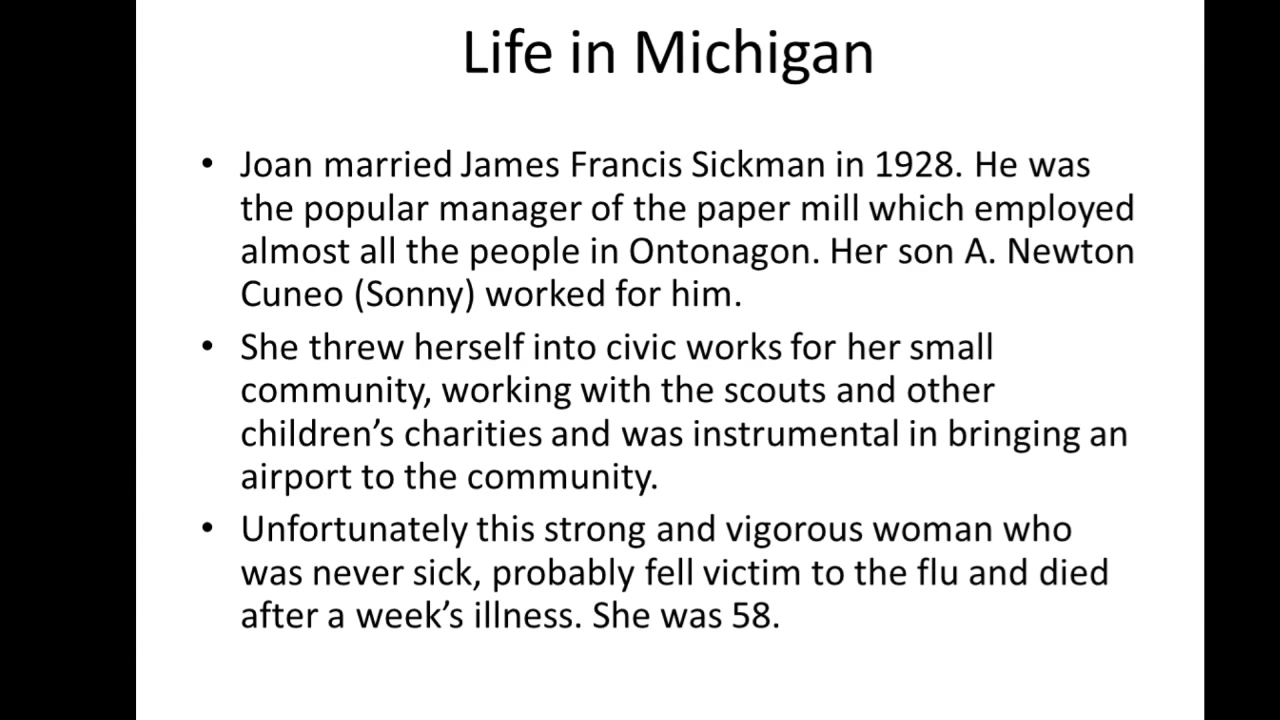 Life in Michigan
• Joan married James Francis Sickman in 1928. He was
the popular manager of the paper mill which employed
almost all the people in Ontonagon. Her son A. Newton
Cuneo (Sonny) worked for him.
• She threw herself into civic works for her small
community, working with the scouts and other
children’s charities and was instrumental in bringing an
airport to the community.
• Unfortunately this strong and vigorous woman who
was never sick, probably fell victim to the flu and died
after a week’s illness. She was 58.